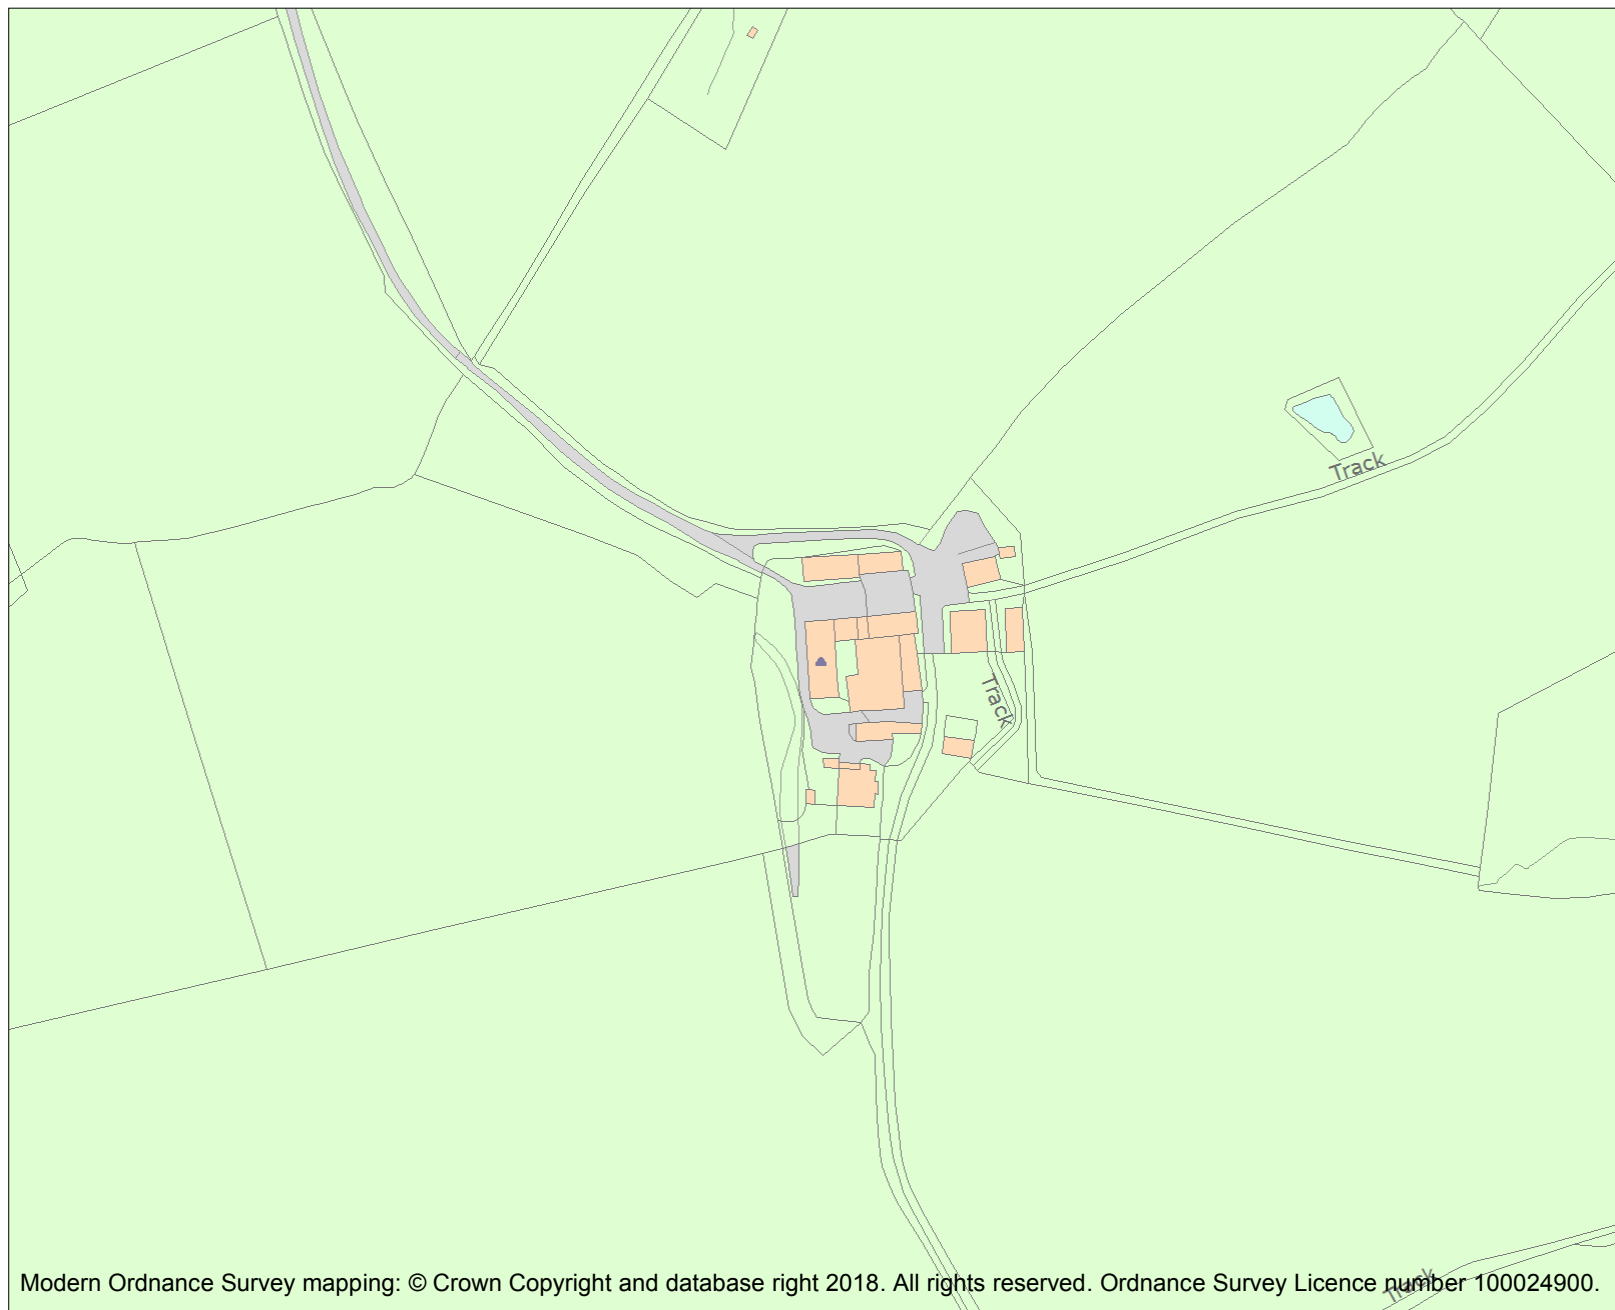 Track
Track
Track
Modern Ordnance Survey mapping: © Crown Copyright and database right 2018. All rights reserved. Ordnance Survey Licence number 100024900.